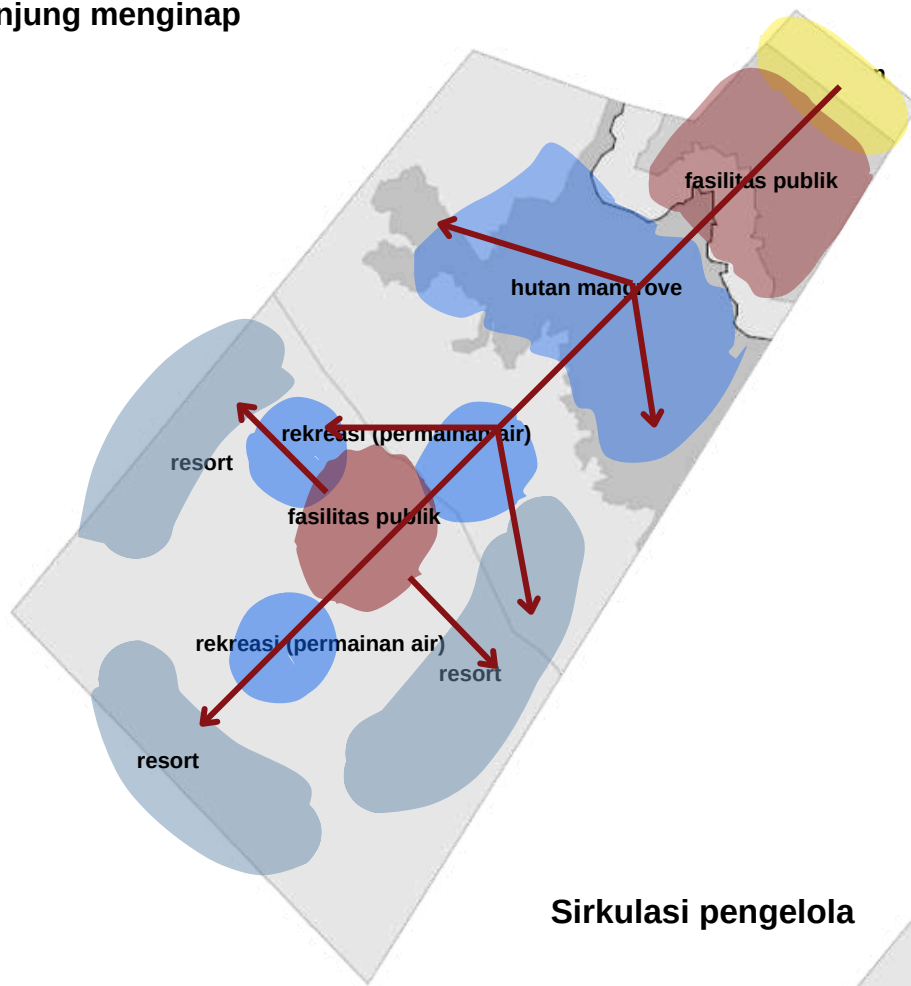 njung menginap
n
fasilitas publik
hutan mangrove
rekreasi (permainan air)
resort
fasilitas publik
rekreasi (permainan air)
resort
resort
Sirkulasi pengelola